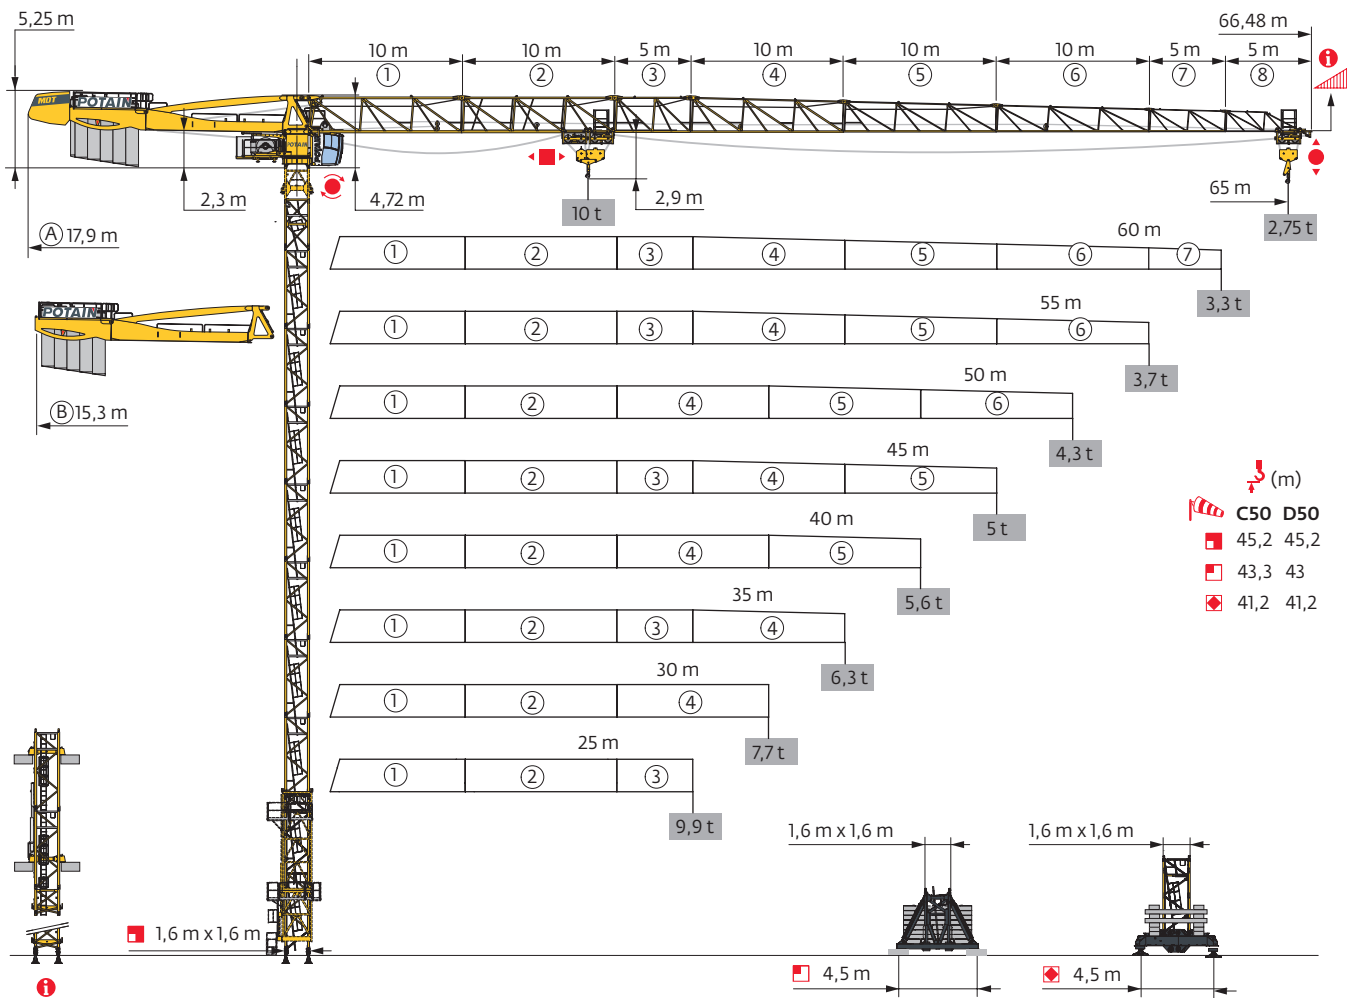 5,25 m
66,48 m
10 m 10 m 5 m 10 m 10 m 10 m 5 m 5 m
1 2 3 4 5 6 7 8
i
MDT POTAIN
POTAIN
2,3 m
4,72 m
2,9 m
65 m
10 t
2,75 t
A 17,9 m
60 m
1 2 3 4 5 6 7
3,3 t
POTAIN
55 m
1 2 3 4 5 6
3,7 t
B 15,3 m
50 m
1 2 4 5 6
4,3 t
45 m
1 2 3 4 5
5 t
(m)
C50 D50
45,2 45,2
43,3 43
41,2 41,2
40 m
1 2 4 5
5,6 t
35 m
1 2 3 4
6,3 t
30 m
1 2 4
7,7 t
25 m
1 2 3
9,9 t
1,6 m x 1,6 m
1,6 m x 1,6 m
1,6 m x 1,6 m
4,5 m
4,5 m
i